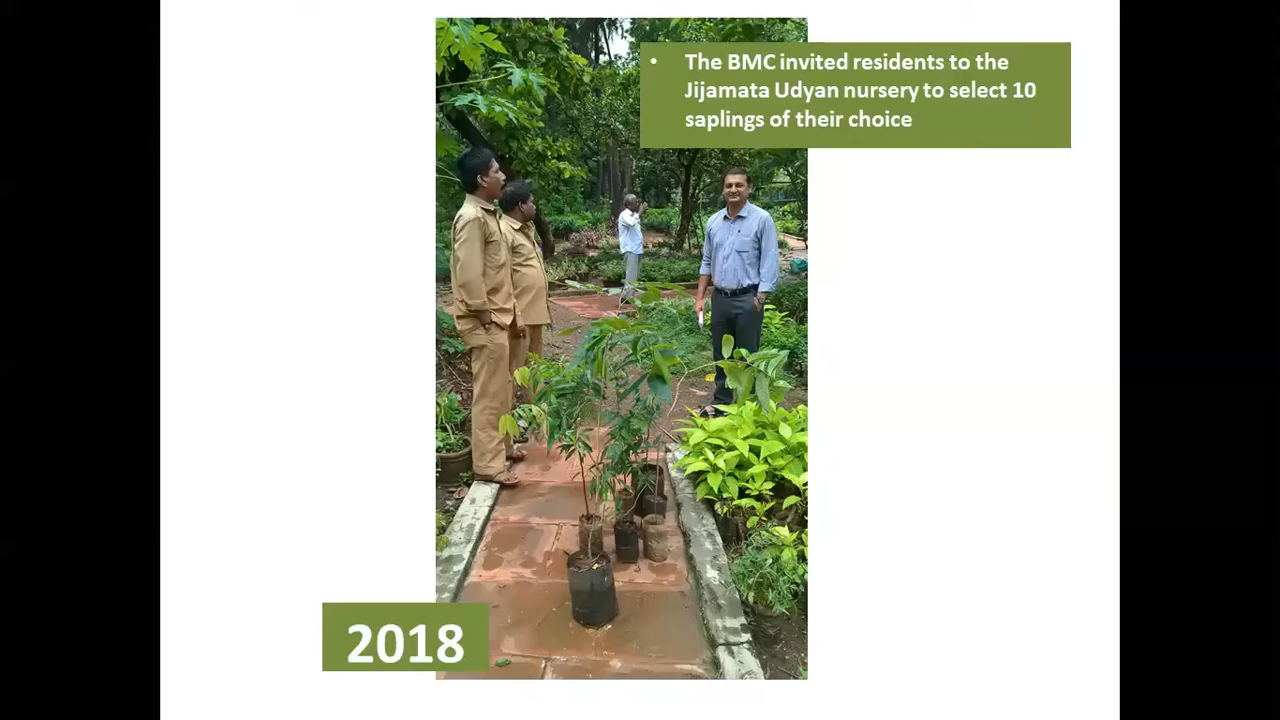 • The BMC invited residents to the
Jijamata Udyan nursery to select 10
saplings of their choice
2018